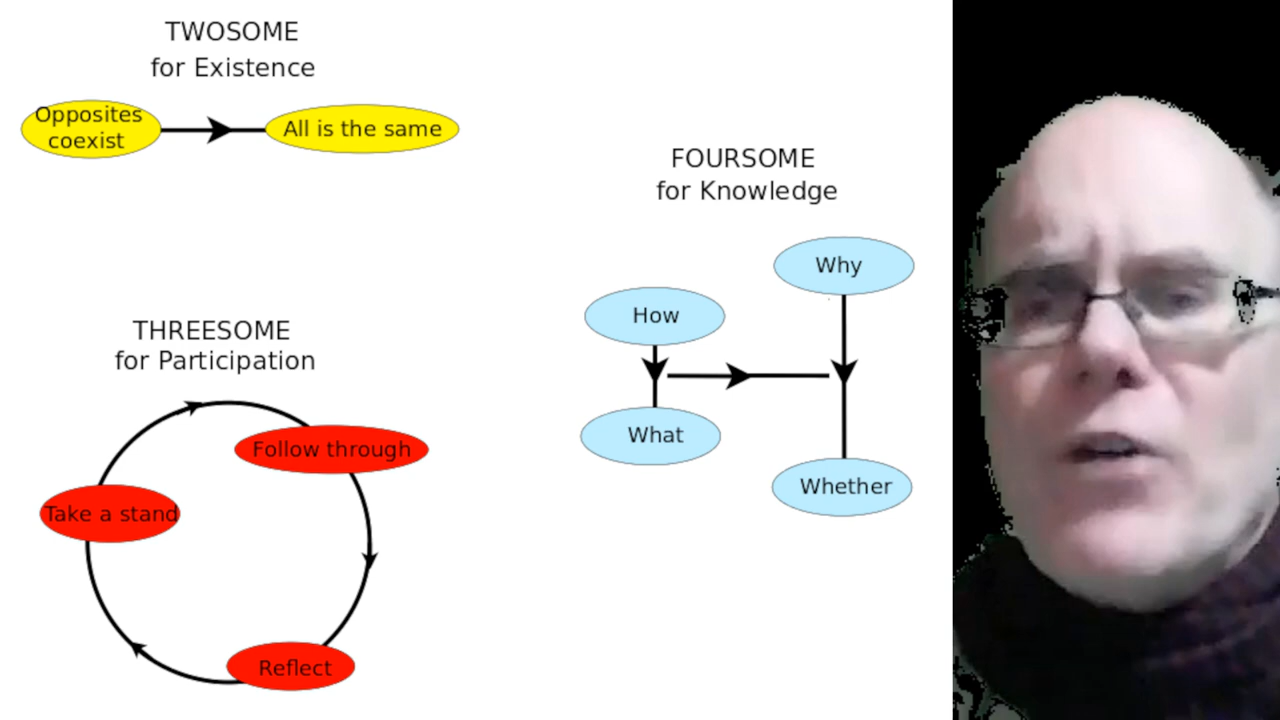 TWOSOME
for Existence
Opposites
coexist
All is the same
THREESOME
for Participation
Follow through
Take a stand
Reflect
FOURSOME
for Knowledge
Why
How
What
Whether